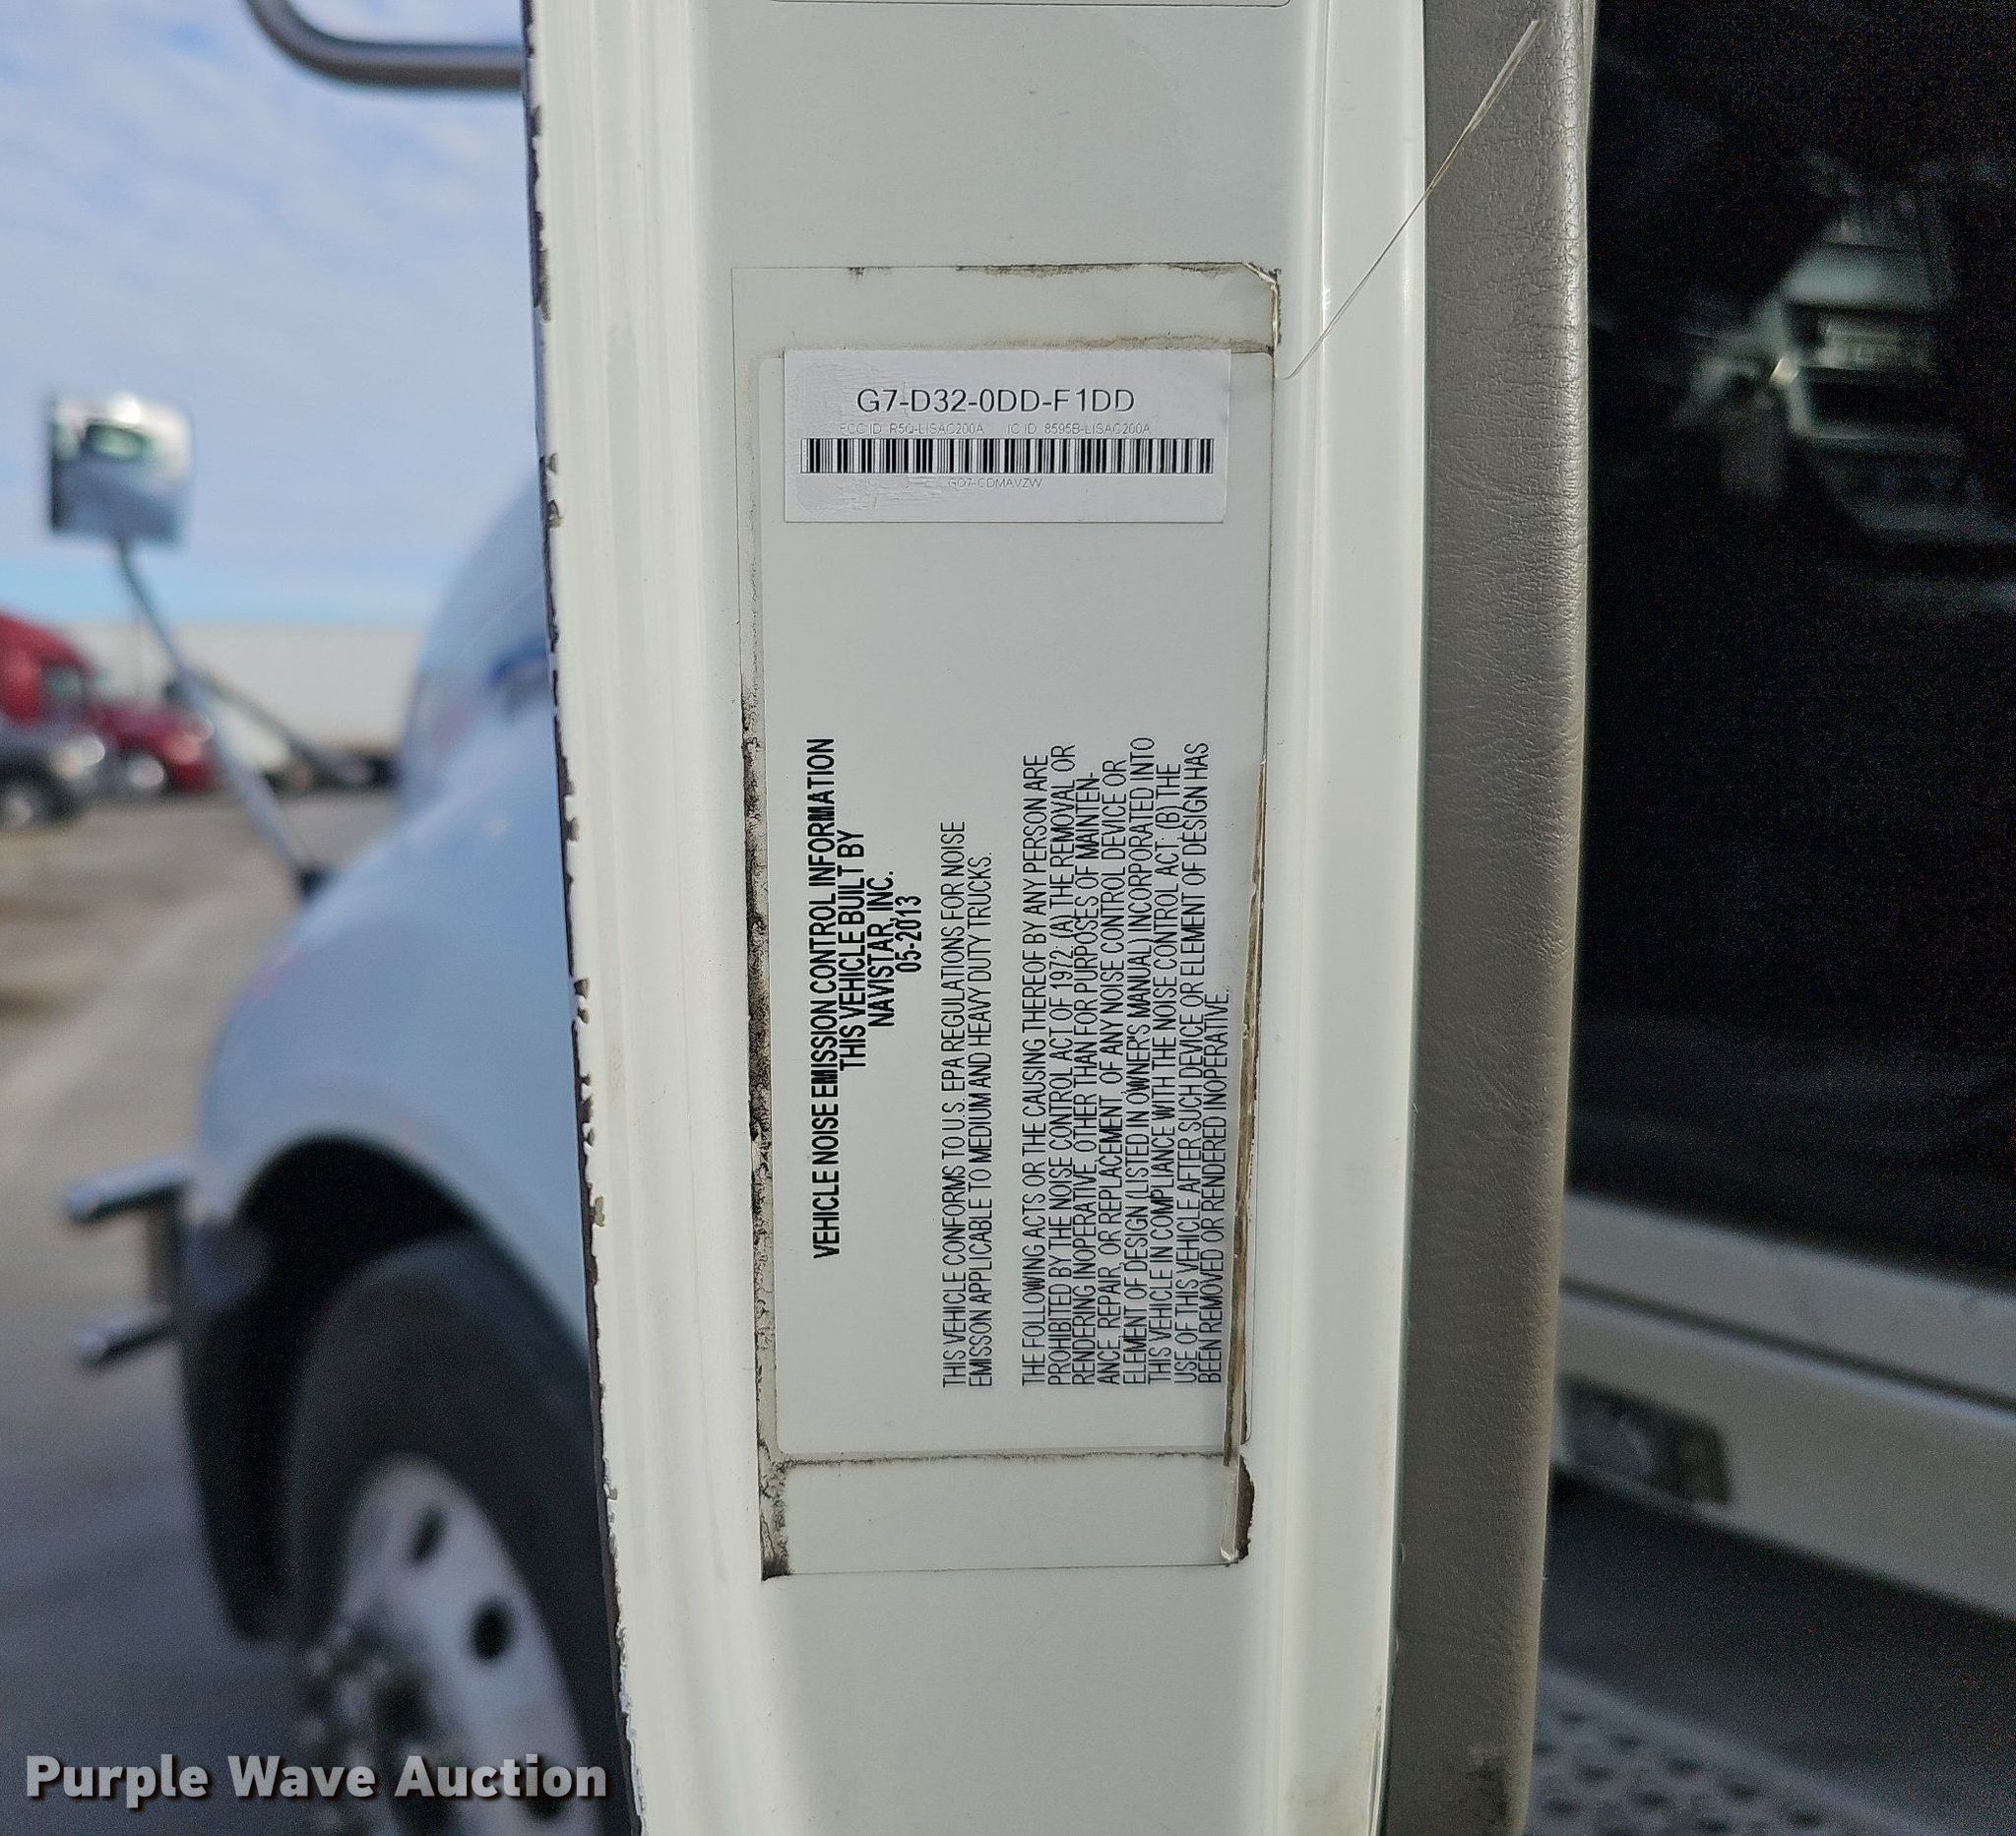 G7-D32-0DD-F1DD
FCC ID R5Q-LISAC200A IC ID 8595B-LISAC200A
GO7-CDMAVZW
VEHICLE NOISE EMISSION CONTROL INFORMATION
THIS VEHICLE BUILT BY
NAVISTAR, INC.
05-2013
THIS VEHICLE CONFORMS TO U.S. EPA REGULATIONS FOR NOISE
EMISSON APPLICABLE TO MEDIUM AND HEAVY DUTY TRUCKS.
THE FOLLOWING ACTS OR THE CAUSING THEREOF BY ANY PERSON ARE
PROHIBITED BY THE NOISE CONTROL ACT OF 1972: (A) THE REMOVAL OR
RENDERING INOPERATIVE, OTHER THAN FOR PURPOSES OF MAINTEN-
ANCE, REPAIR, OR REPLACEMENT, OF ANY NOISE CONTROL DEVICE OR
ELEMENT OF DESIGN (LISTED IN OWNER'S MANUAL) INCORPORATED INTO
THIS VEHICLE IN COMPLIANCE WITH THE NOISE CONTROL ACT; (B) THE
USE OF THIS VEHICLE AFTER SUCH DEVICE OR ELEMENT OF DESIGN HAS
BEEN REMOVED OR RENDERED INOPERATIVE.
Purple Wave Auction